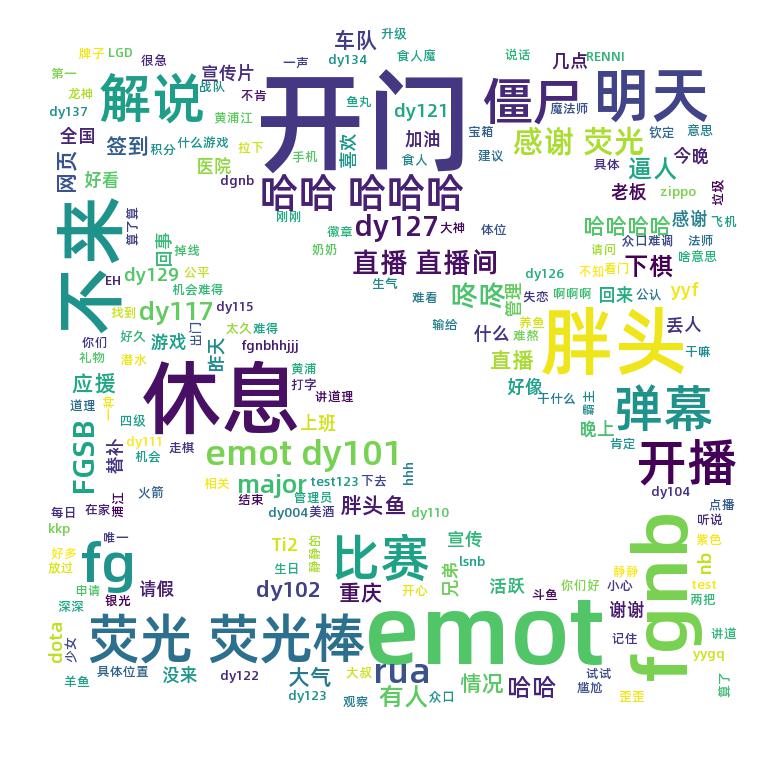 牌子 LGD 车队 升级
很急 宣传片 一声 dy134 食人魔 说话 几点 RENNI
第一 解说 战队 不肯 开门 鱼丸 dy121 僵尸 魔法师 明天
龙神 黄浦江 加油 宝箱 感谢 荧光 钦定 意思
dy137 全国 签到 积分 什么游戏 拉下 手机 喜欢 食人 建议 具体 逼人 今晚
网页 好看 医院 dgnb 哈哈 哈哈哈 老板 zippo 垃圾
不来 算了算 刚刚 徽章 dy127 大神 体位 哈哈哈哈 感谢 飞机
回事 掉线 奶奶 直播 直播间 请问 众口难调 法师
EH dy129 公平 机会难得 生气 难看 咚咚 管理 dy126 不知 看门 下棋 啥意思
找到 dy117 dy115 失恋 啊啊啊 回来 公认 yyf
你们 好久 游戏 出门 太久 难得 输给 什么 养鱼 难熬 胖头 丢人
礼物 潜水 昨天 fgnbhhjjj 直播 干嘛
应援 休息 黄浦 打字 讲道理 好像 干什么 弹幕
道理 四级 上班 晚上 肯定
FGSB 替补 dy111 机会 走棋 emot dy101 hhh 开播
浦江 火箭 相关 major test123 下去 管理员 胖头鱼 dy104 点播
每日 在家 结束 dy004 美酒 dy110 听说
kkp 唯一 Ti2 宣传 fgnb nb 紫色
好多 放过 fg 比赛 lsnb 静静 test
申请 请假 生日 dy102 重庆 开心 兄弟 活跃 你们好 小心 两把
深深 银光 斗鱼 谢谢
dota 少女 荧光 荧光棒 emot 记住 讲道
具体位置 没来 dy122 大气 大叔 rua 情况 试试 yygq
羊鱼 dy123 观察 有人 众口 哈哈 尴尬 歪歪 算了